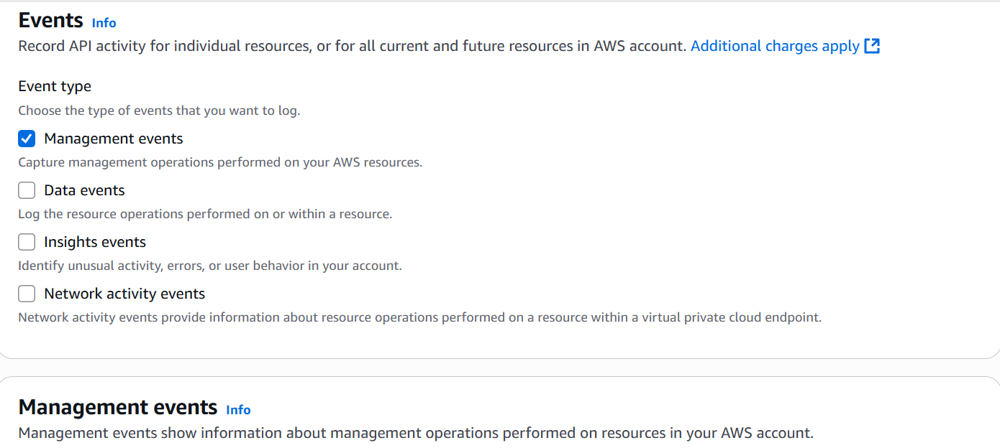 Events Info
Record API activity for individual resources, or for all current and future resources in AWS account. Additional charges apply
Event type
Choose the type of events that you want to log.
Management events
Capture management operations performed on your AWS resources.
Data events
Log the resource operations performed on or within a resource.
Insights events
Identify unusual activity, errors, or user behavior in your account.
Network activity events
Network activity events provide information about resource operations performed on a resource within a virtual private cloud endpoint.
Management events Info
Management events show information about management operations performed on resources in your AWS account.